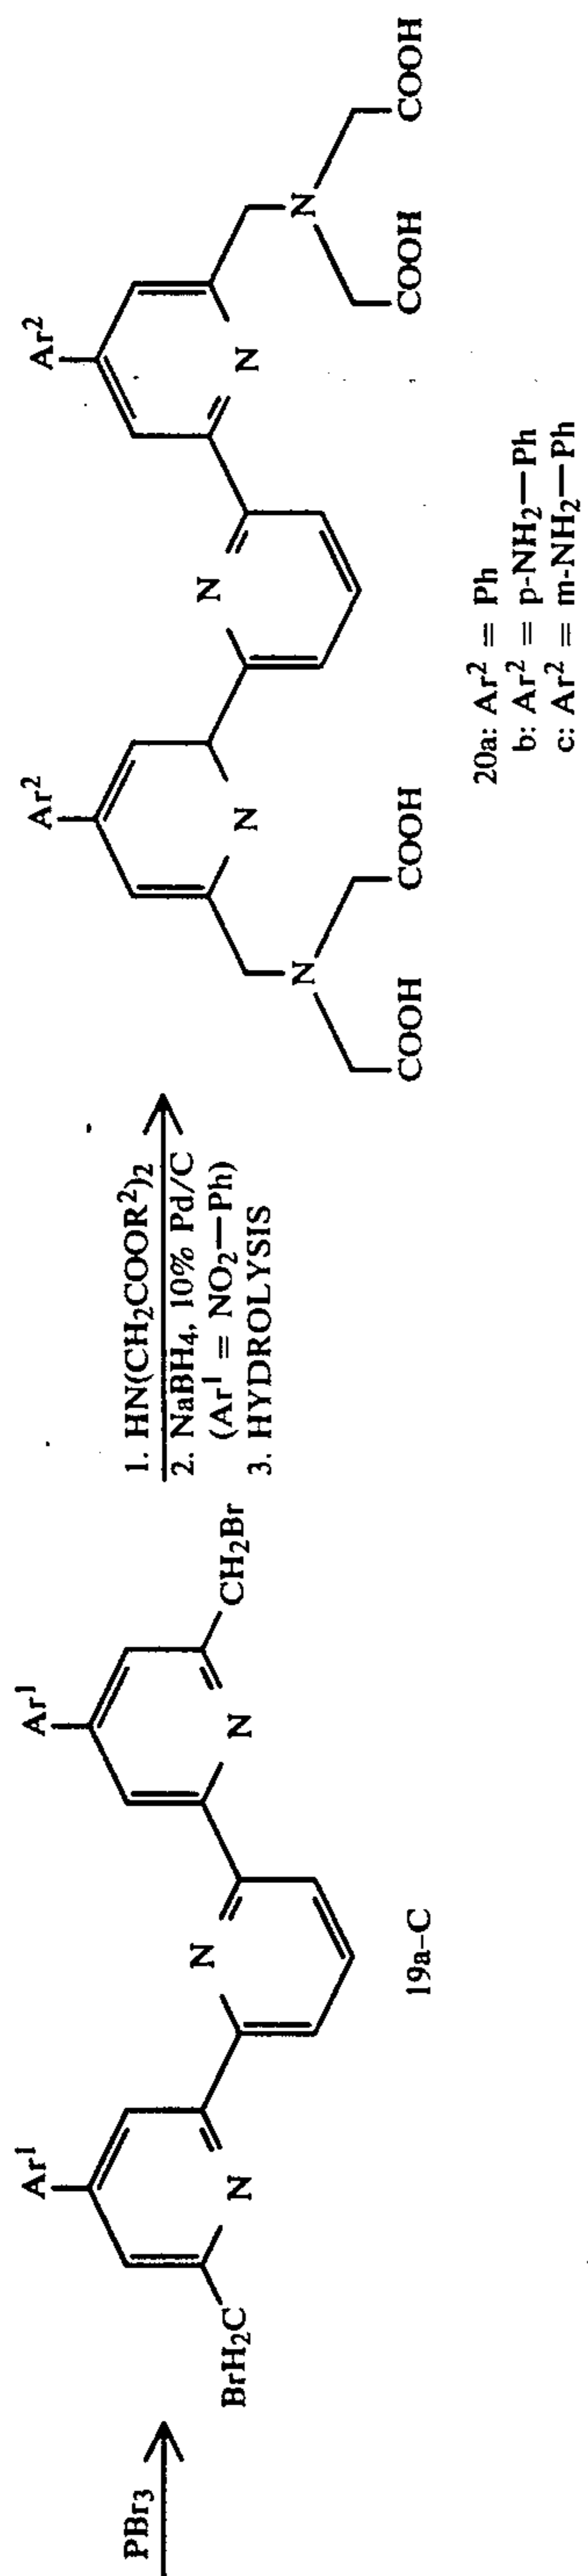 PBr3
Ar1
Ar1
N
N
N
BrH2C
CH2Br
19a–C
1. HN(CH2COOR2)2
2. NaBH4, 10% Pd/C
(Ar1 = NO2—Ph)
3. HYDROLYSIS
Ar2
Ar2
N
N
N
N
N
COOH
COOH
COOH
COOH
20a: Ar2 = Ph
b: Ar2 = p-NH2—Ph
c: Ar2 = m-NH2—Ph